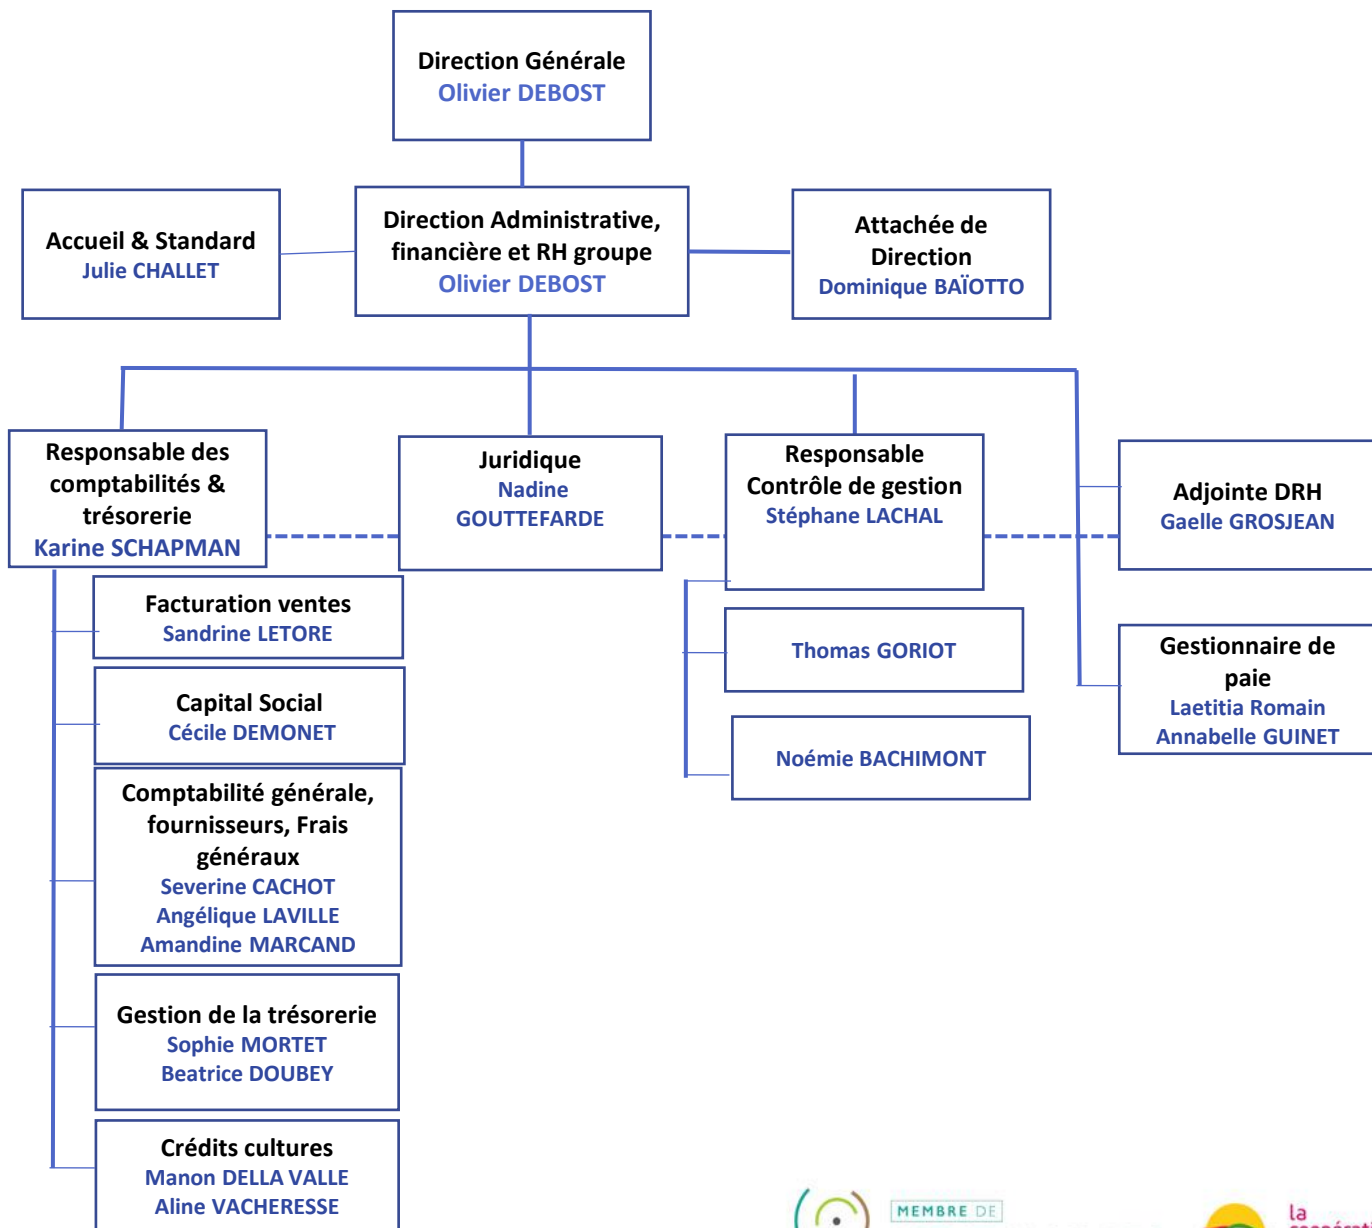 Direction Générale
Olivier DEBOST
Accueil & Standard
Julie CHALLET
Direction Administrative,
financière et RH groupe
Olivier DEBOST
Attachée de
Direction
Dominique BAÏOTTO
Responsable des
comptabilités &
trésorerie
Karine SCHAPMAN
Juridique
Nadine
GOUTTEFARDE
Responsable
Contrôle de gestion
Stéphane LACHAL
Adjointe DRH
Gaelle GROSJEAN
Facturation ventes
Sandrine LETORE
Capital Social
Cécile DEMONET
Comptabilité générale,
fournisseurs, Frais
généraux
Severine CACHOT
Angélique LAVILLE
Amandine MARCAND
Gestion de la trésorerie
Sophie MORTET
Beatrice DOUBEY
Crédits cultures
Manon DELLA VALLE
Aline VACHERESSE
Thomas GORIOT
Noémie BACHIMONT
Gestionnaire de
paie
Laetitia Romain
Annabelle GUINET
MEMBRE DE
la